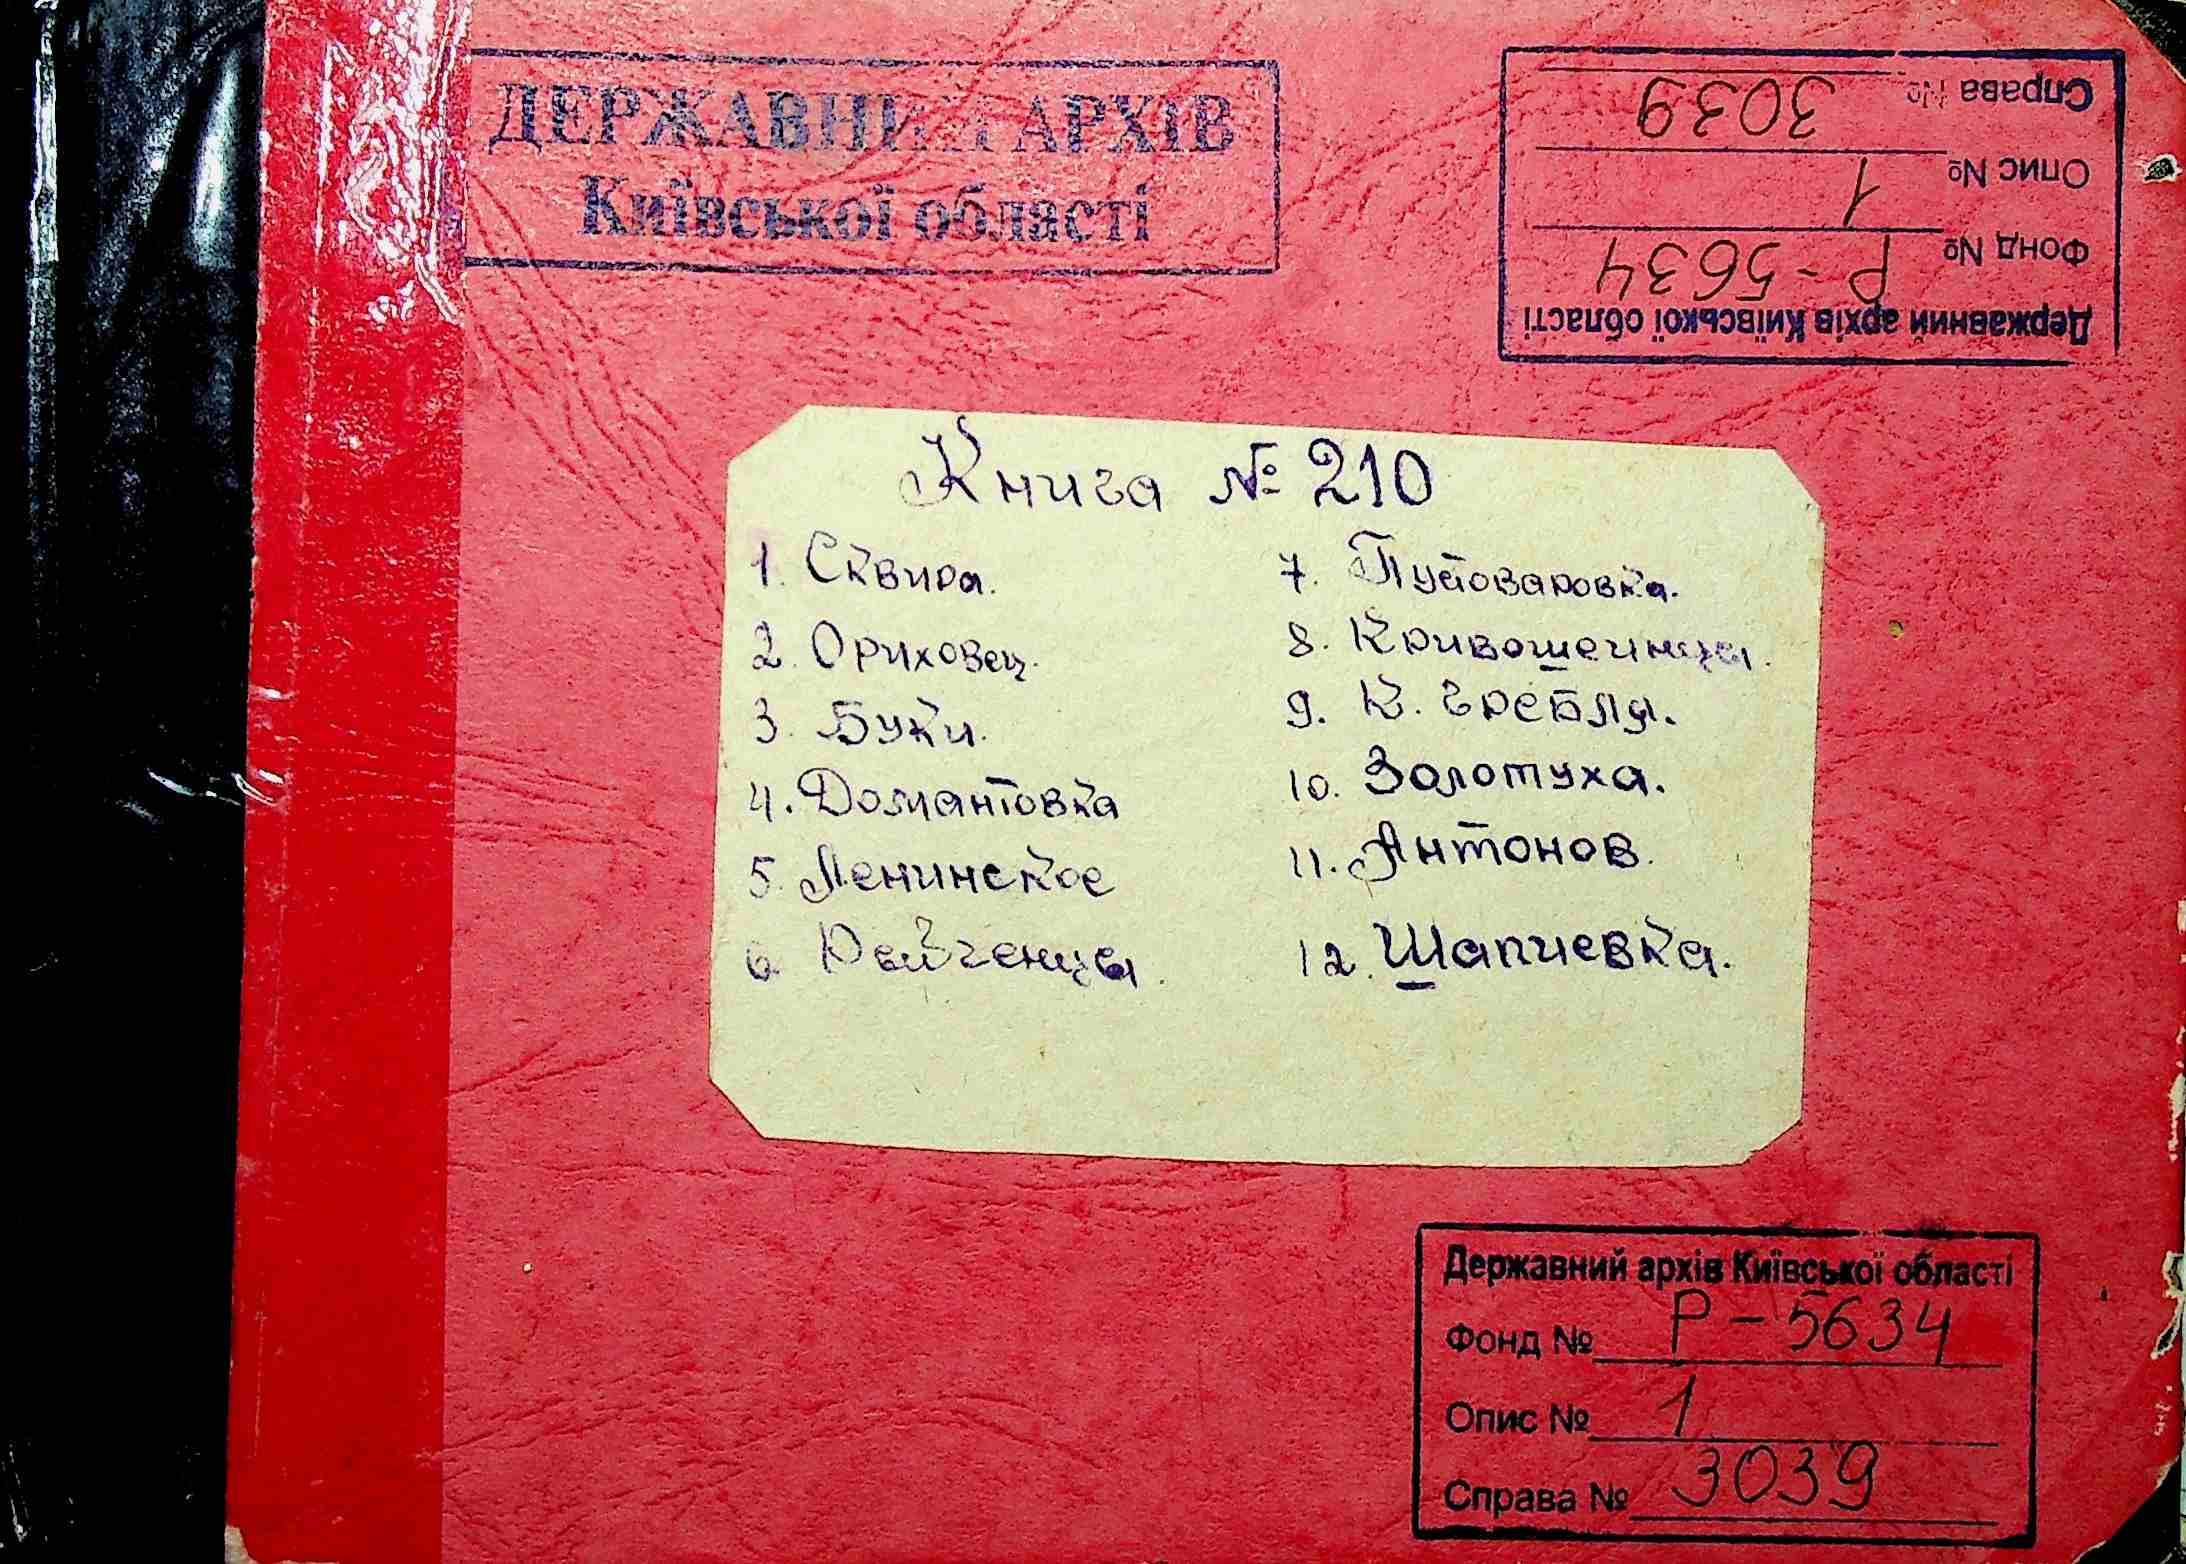 ДЕРЖАВНИЙ АРХІВ
Київської області
Державний архів Київської області
Фонд № Р-5634
Опис № 1
Справа № 3039
Книга № 210
1. Сквира.
2. Ориховец.
3. Буки.
4. Домантовка
5. Ленинское
6
7. Пустоваровка.
8. Кривошеинцы.
9. К. гребля.
10. Золотуха.
11. Антонов.
12. Шапиевка.
Державний архів Київської області
Фонд № Р-5634
Опис № 1
Справа № 3039